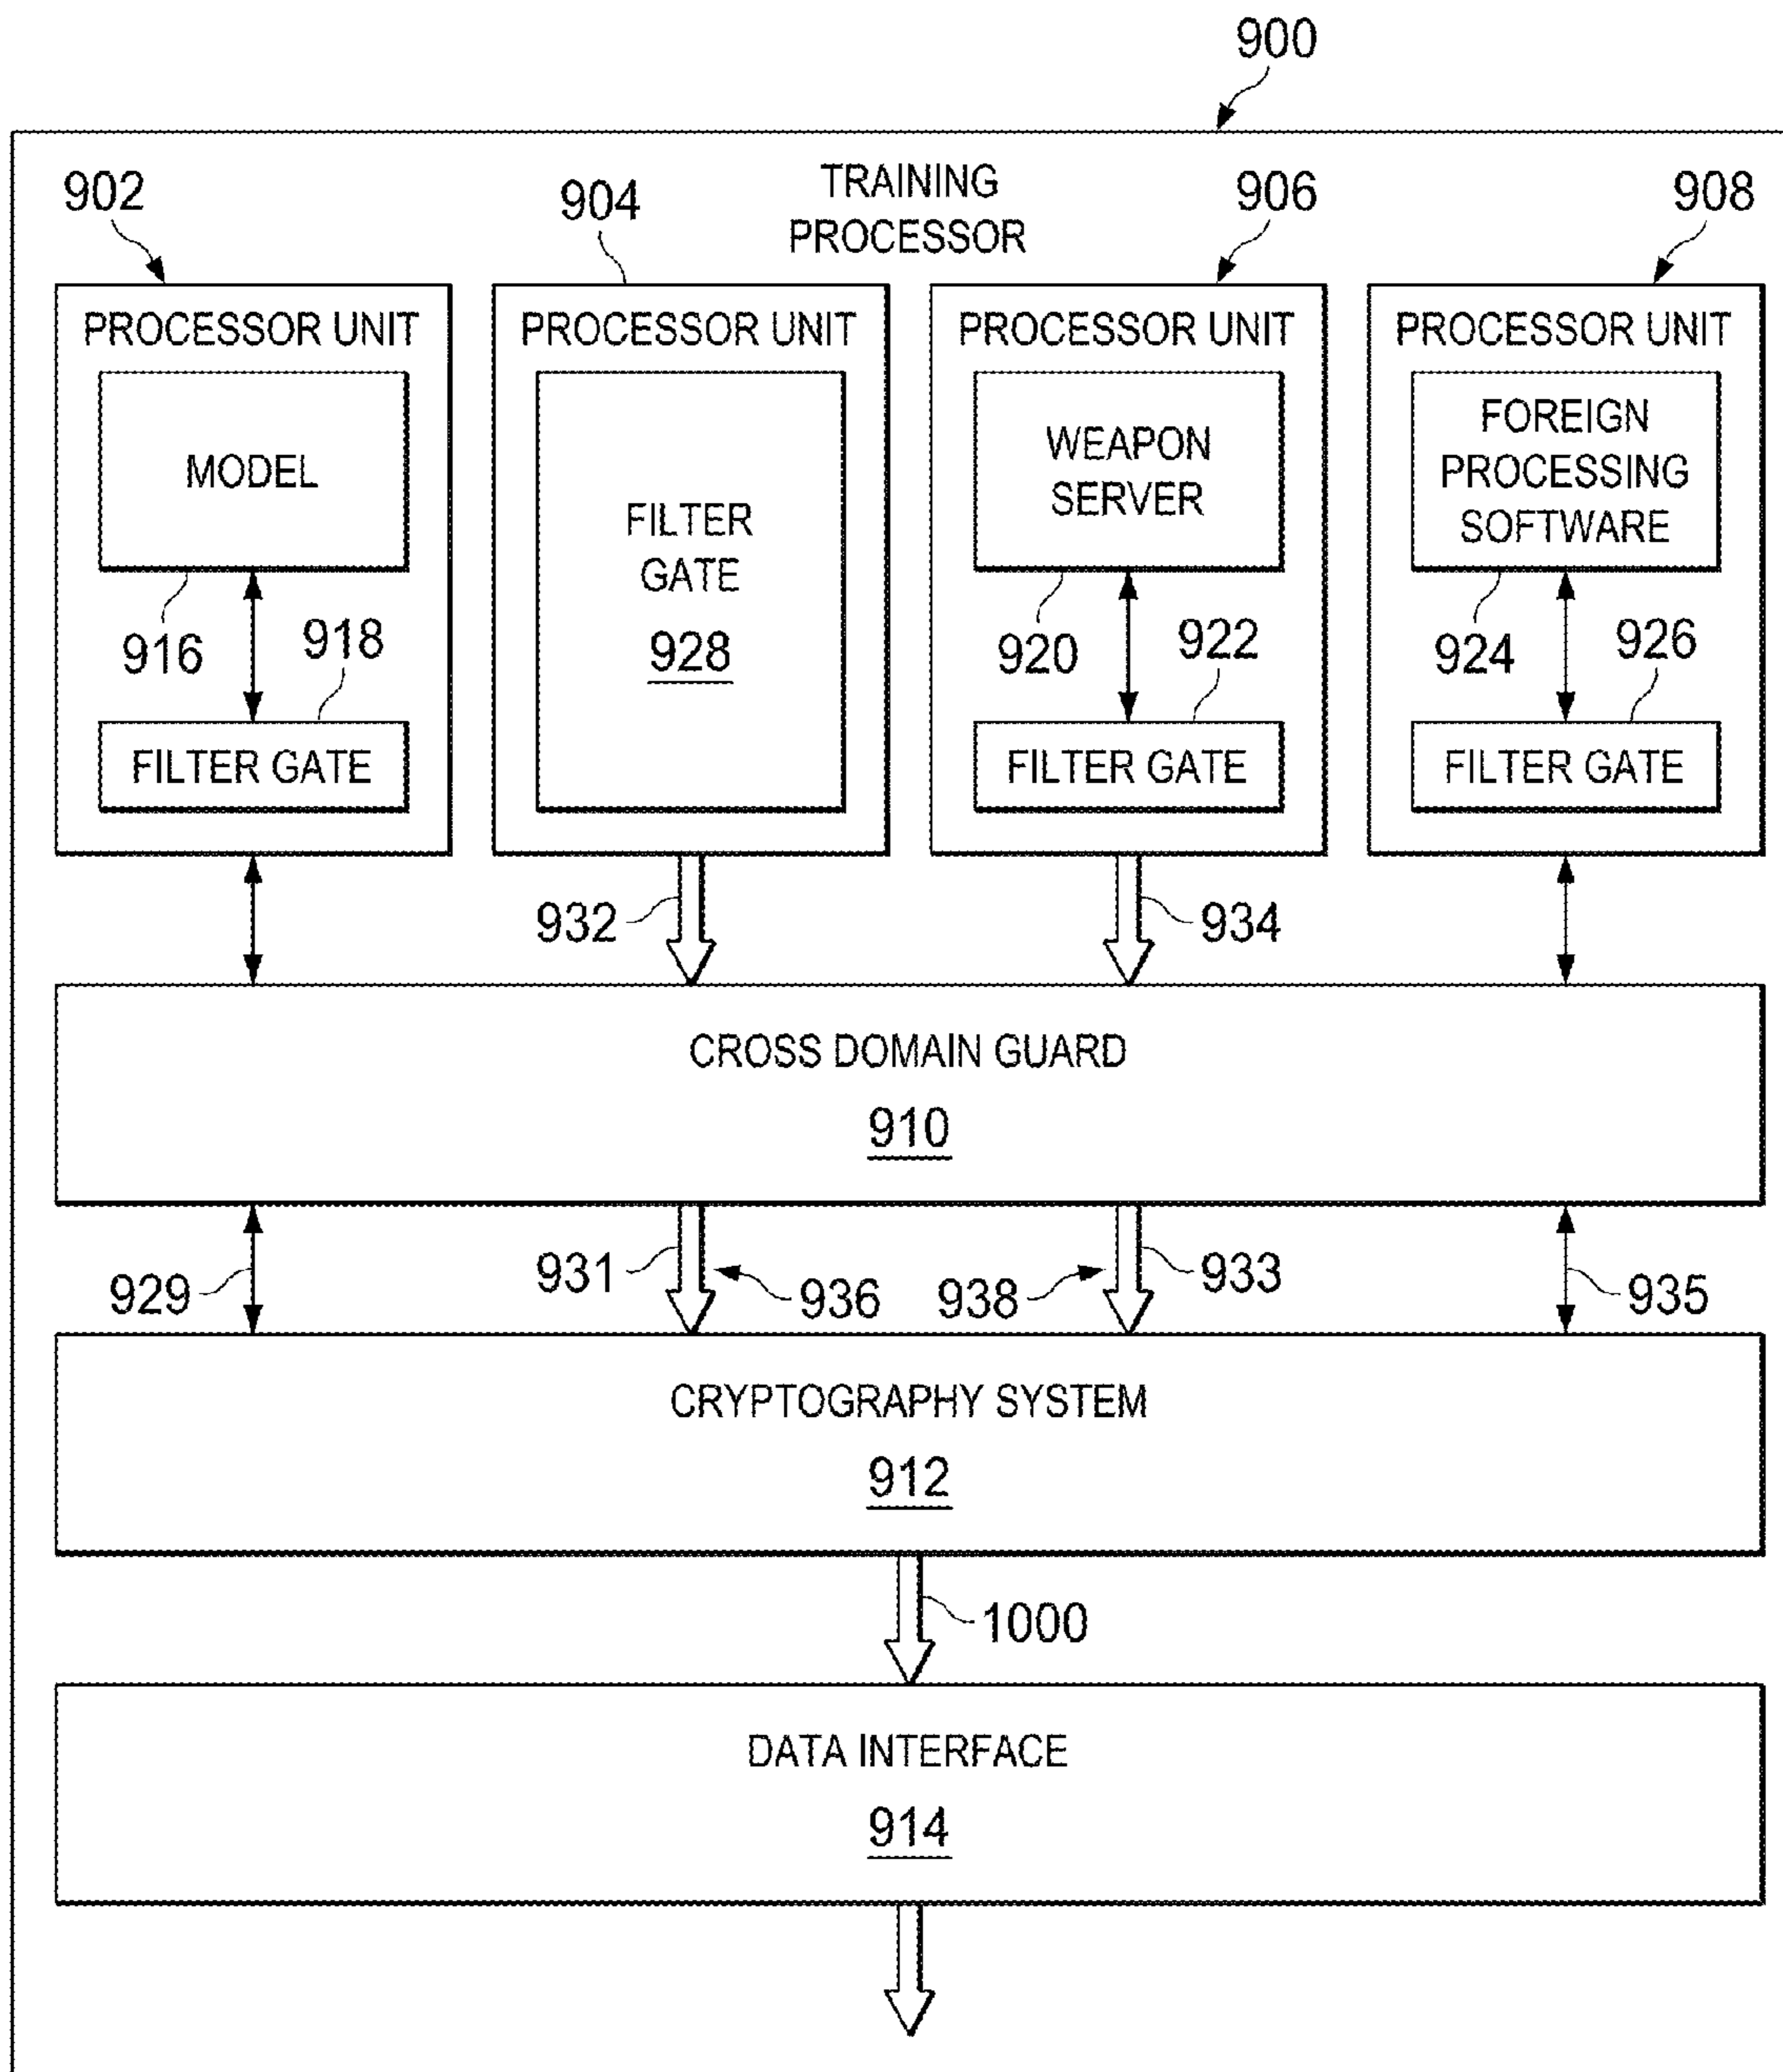 900
TRAINING
PROCESSOR
902
904
906
908
PROCESSOR UNIT
MODEL
916
918
FILTER GATE
PROCESSOR UNIT
FILTER
GATE
928
PROCESSOR UNIT
WEAPON
SERVER
920
922
FILTER GATE
PROCESSOR UNIT
FOREIGN
PROCESSING
SOFTWARE
924
926
FILTER GATE
932
934
CROSS DOMAIN GUARD
910
929
931
936
938
933
935
CRYPTOGRAPHY SYSTEM
912
1000
DATA INTERFACE
914